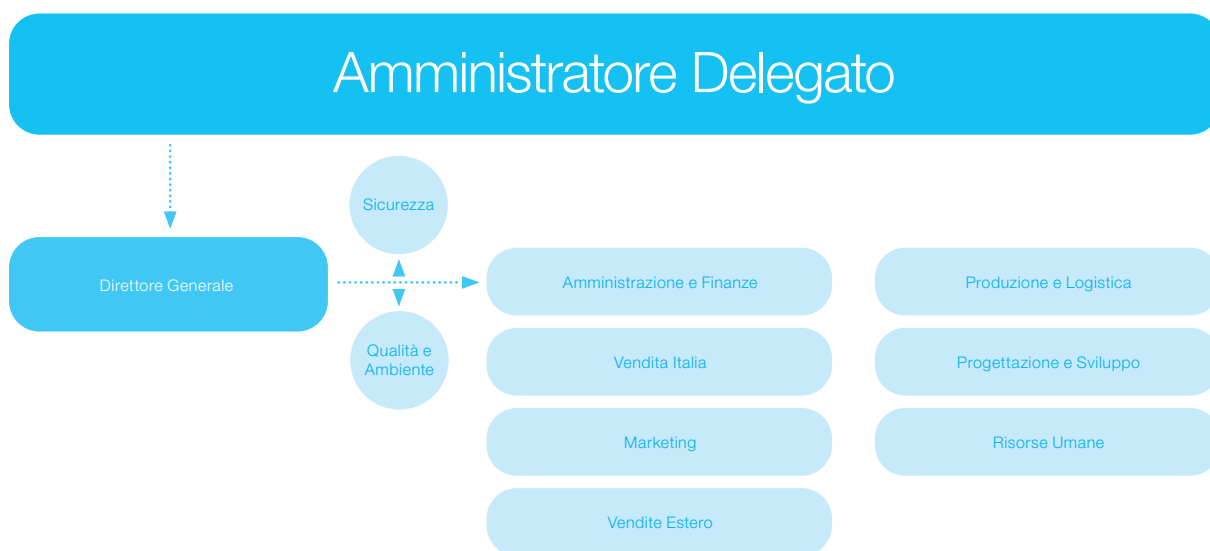 Amministratore Delegato
Sicurezza
Direttore Generale
Qualità e
Ambiente
Amministrazione e Finanze
Vendita Italia
Marketing
Vendite Estero
Produzione e Logistica
Progettazione e Sviluppo
Risorse Umane